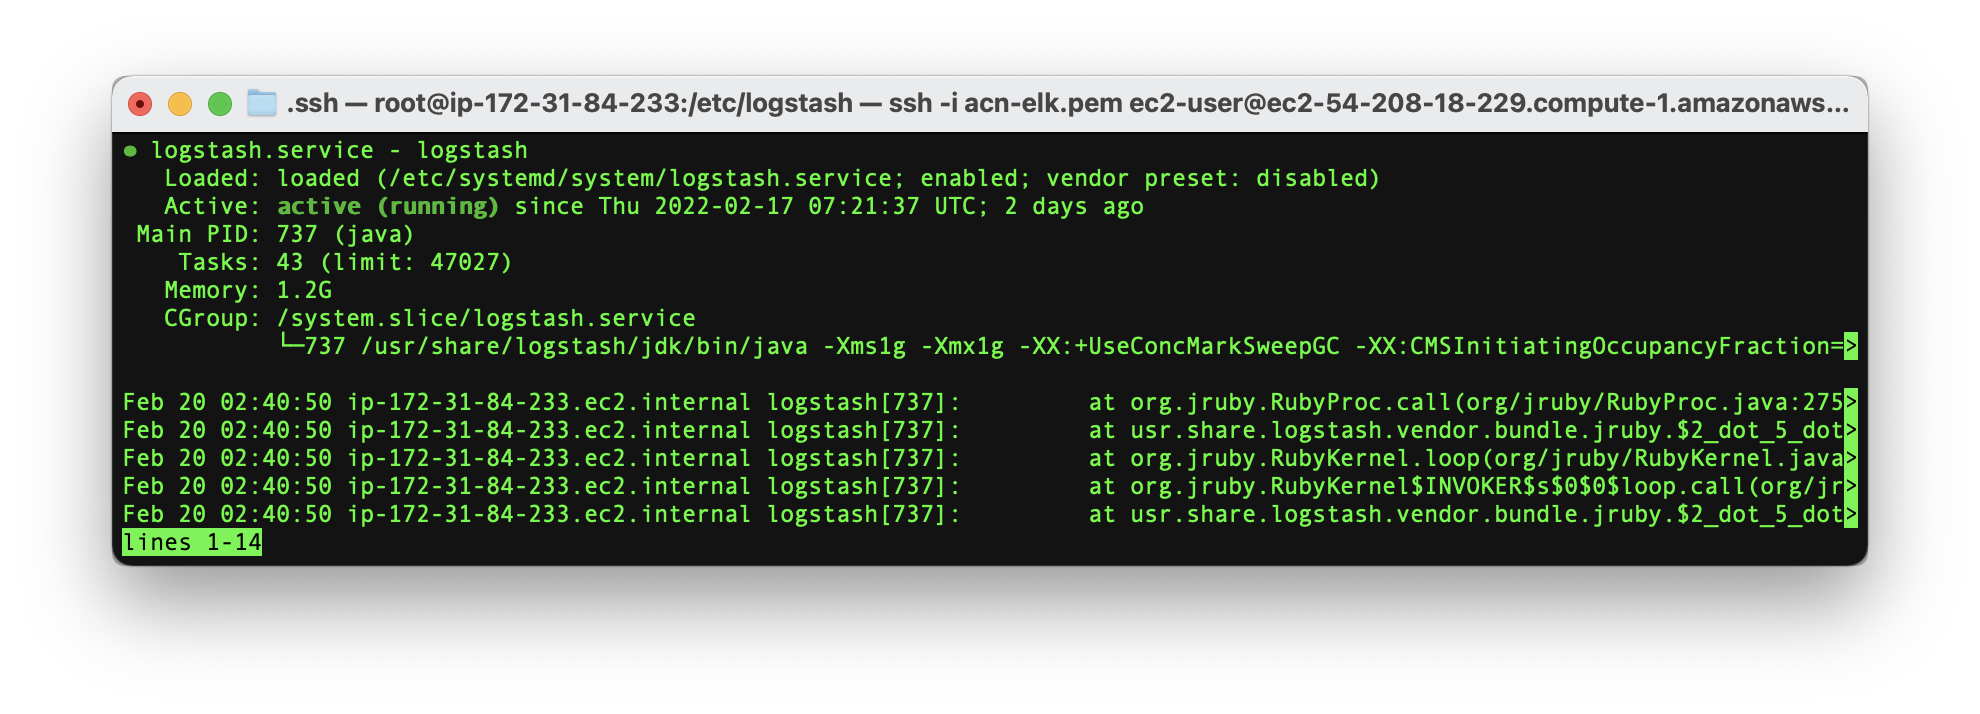 .ssh — root@ip-172-31-84-233:/etc/logstash — ssh -i acn-elk.pem ec2-user@ec2-54-208-18-229.compute-1.amazonaws...
● logstash.service - logstash
   Loaded: loaded (/etc/systemd/system/logstash.service; enabled; vendor preset: disabled)
   Active: active (running) since Thu 2022-02-17 07:21:37 UTC; 2 days ago
 Main PID: 737 (java)
    Tasks: 43 (limit: 47027)
   Memory: 1.2G
   CGroup: /system.slice/logstash.service
           └─737 /usr/share/logstash/jdk/bin/java -Xms1g -Xmx1g -XX:+UseConcMarkSweepGC -XX:CMSInitiatingOccupancyFraction=>
Feb 20 02:40:50 ip-172-31-84-233.ec2.internal logstash[737]:         at org.jruby.RubyProc.call(org/jruby/RubyProc.java:275>
Feb 20 02:40:50 ip-172-31-84-233.ec2.internal logstash[737]:         at usr.share.logstash.vendor.bundle.jruby.$2_dot_5_dot>
Feb 20 02:40:50 ip-172-31-84-233.ec2.internal logstash[737]:         at org.jruby.RubyKernel.loop(org/jruby/RubyKernel.java>
Feb 20 02:40:50 ip-172-31-84-233.ec2.internal logstash[737]:         at org.jruby.RubyKernel$INVOKER$s$0$0$loop.call(org/jr>
Feb 20 02:40:50 ip-172-31-84-233.ec2.internal logstash[737]:         at usr.share.logstash.vendor.bundle.jruby.$2_dot_5_dot>
lines 1-14